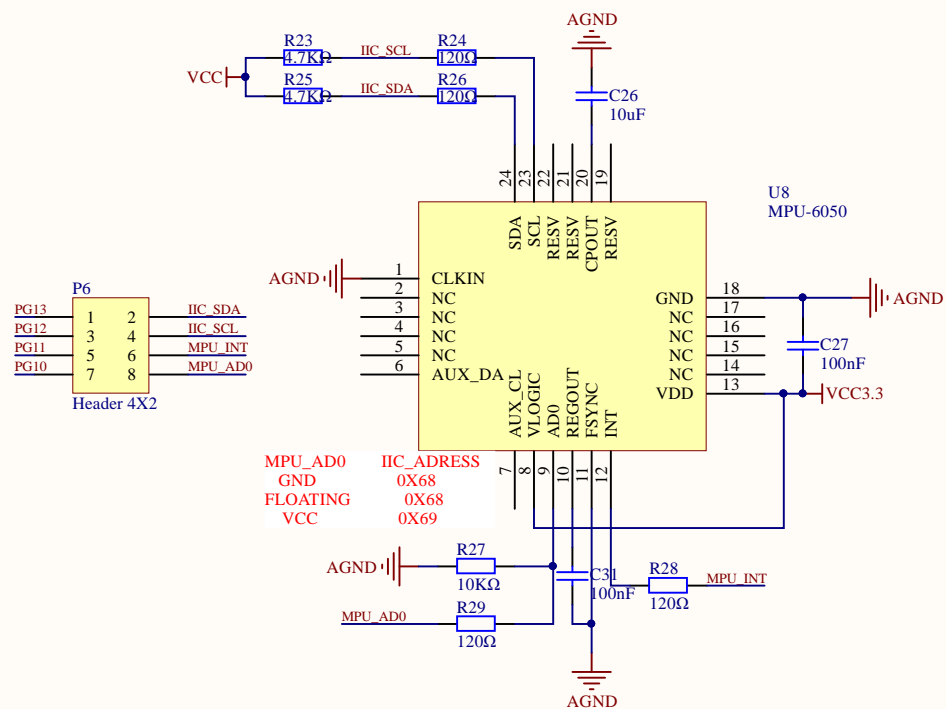 AGND
R23
4.7KΩ
IIC_SCL
R24
120Ω
VCC
R25
4.7KΩ
IIC_SDA
R26
120Ω
C26
10uF
24
23
22
21
20
19
U8
MPU-6050
SDA
SCL
RESV
RESV
CPOUT
RESV
AGND
1 CLKIN
2 NC
3 NC
4 NC
5 NC
6 AUX_DA
GND 18
NC 17
NC 16
NC 15
NC 14
VDD 13
AGND
C27
100nF
VCC3.3
P6
PG13 1 2 IIC_SDA
PG12 3 4 IIC_SCL
PG11 5 6 MPU_INT
PG10 7 8 MPU_AD0
Header 4X2
AUX_CL
VLOGIC
AD0
REGOUT
FSYNC
INT
7
8
9
10
11
12
MPU_AD0 IIC_ADRESS
GND 0X68
FLOATING 0X68
VCC 0X69
AGND
R27
10KΩ
C31
100nF
R28
120Ω
MPU_INT
MPU_AD0
R29
120Ω
AGND